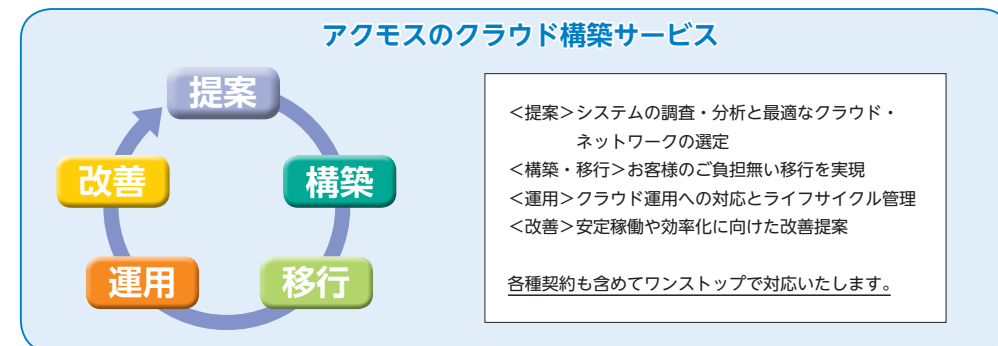 アクモスのクラウド構築サービス
提案
改善
構築
運用
移行
＜提案＞システムの調査・分析と最適なクラウド・
ネットワークの選定
＜構築・移行＞お客様のご負担無い移行を実現
＜運用＞クラウド運用への対応とライフサイクル管理
＜改善＞安定稼働や効率化に向けた改善提案
各種契約も含めてワンストップで対応いたします。